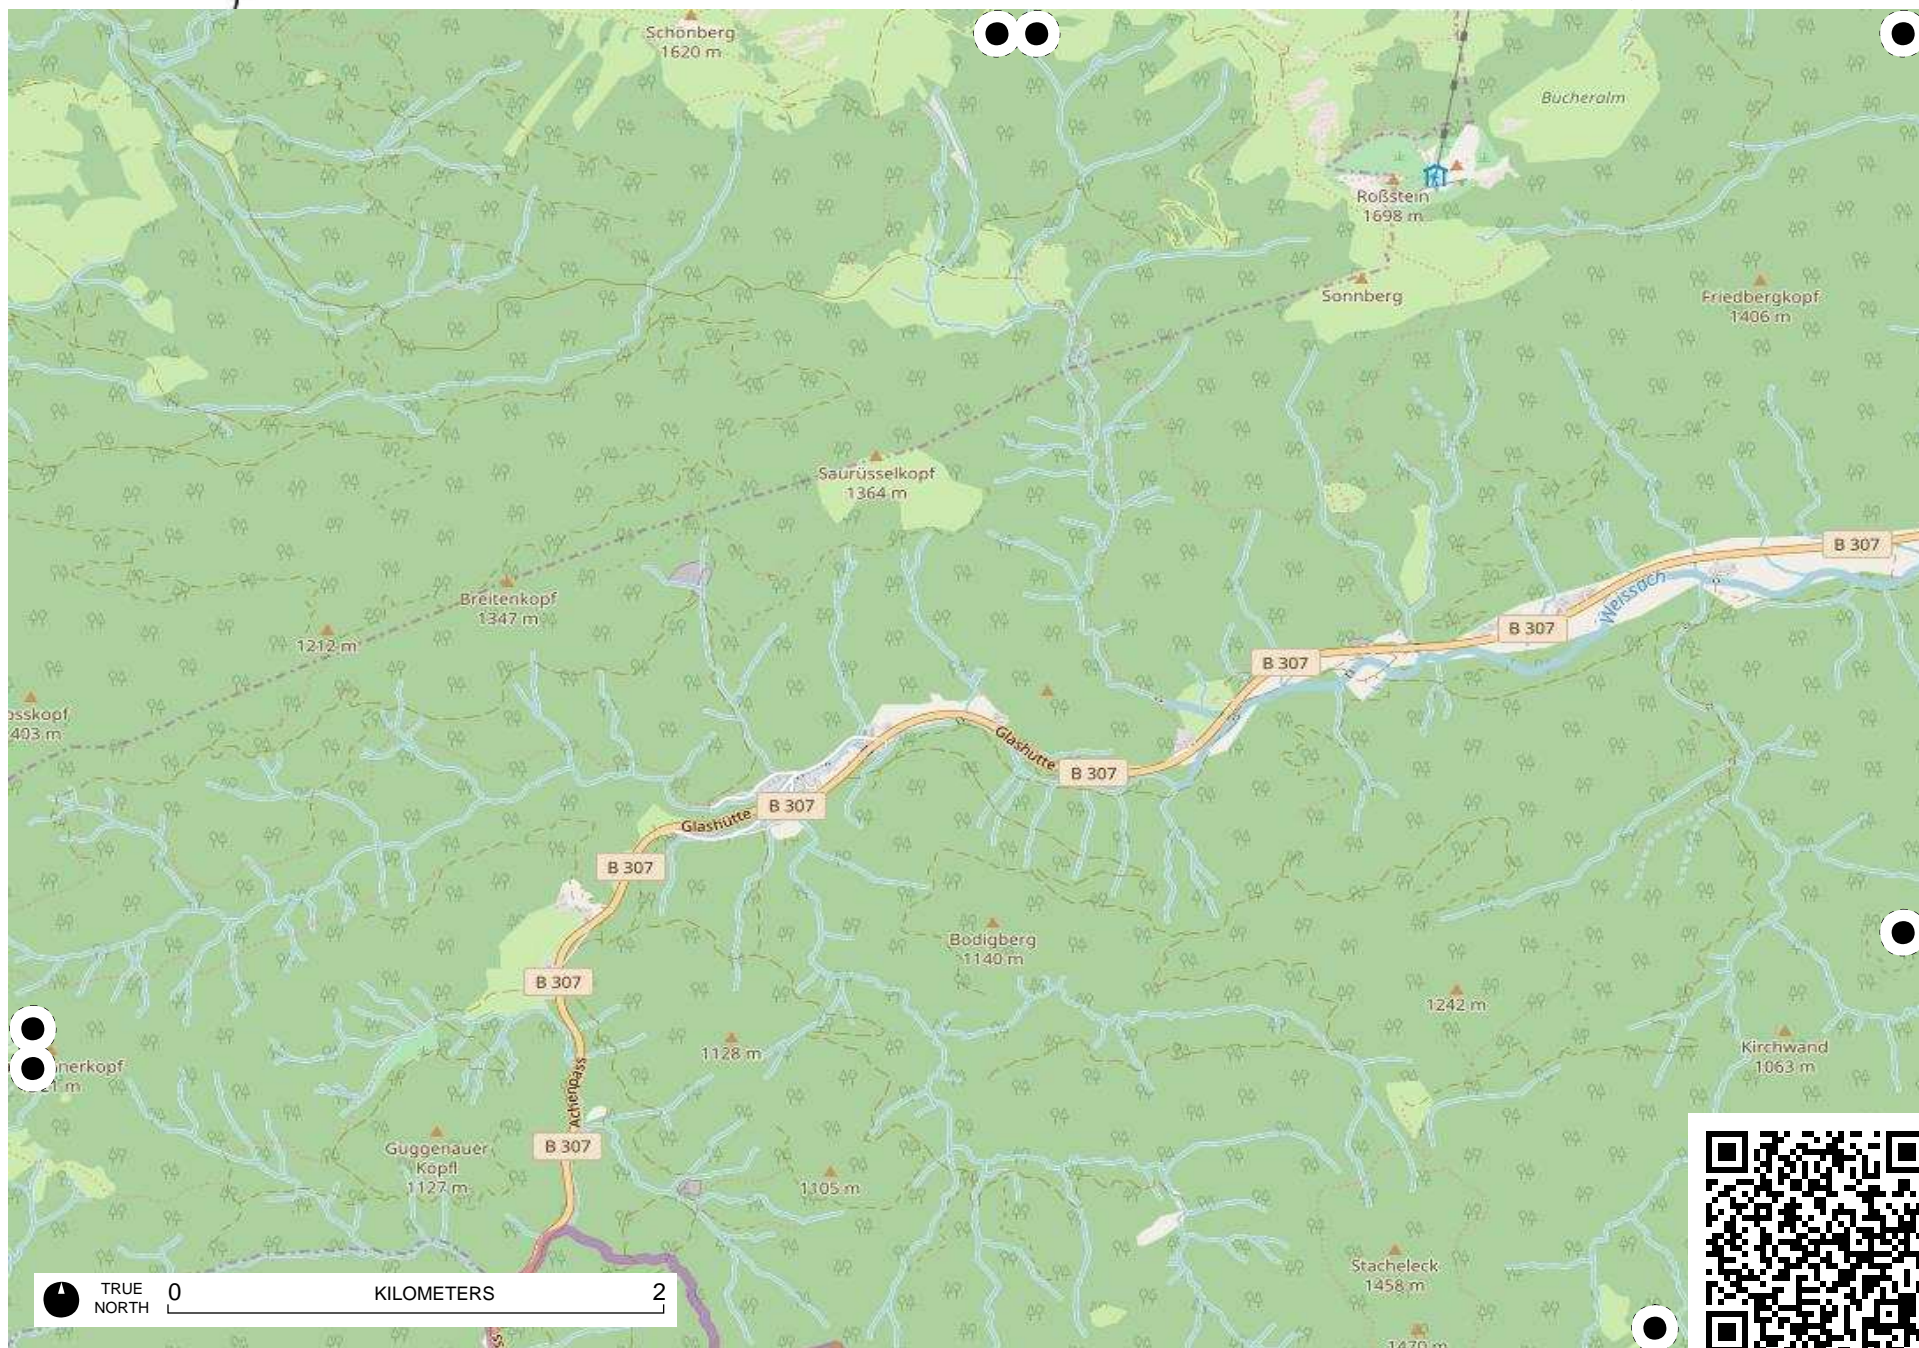 Schönberg
1620 m
Bucheralm
Roßstein
1698 m
Sonnberg
Friedbergkopf
1406 m
Saurüsselkopf
1364 m
B 307
Weissach
Breitenkopf
1347 m
B 307
1212 m
B 307
403 m
Glashütte
B 307
B 307
Glashütte
B 307
Bodigberg
1140 m
B 307
1242 m
1128 m
Kirchwand
1063 m
Achenpass
B 307
Guggenauer
Köpfl
1127 m
1105 m
Stacheleck
1458 m
TRUE
NORTH
0 KILOMETERS 2
1470 m